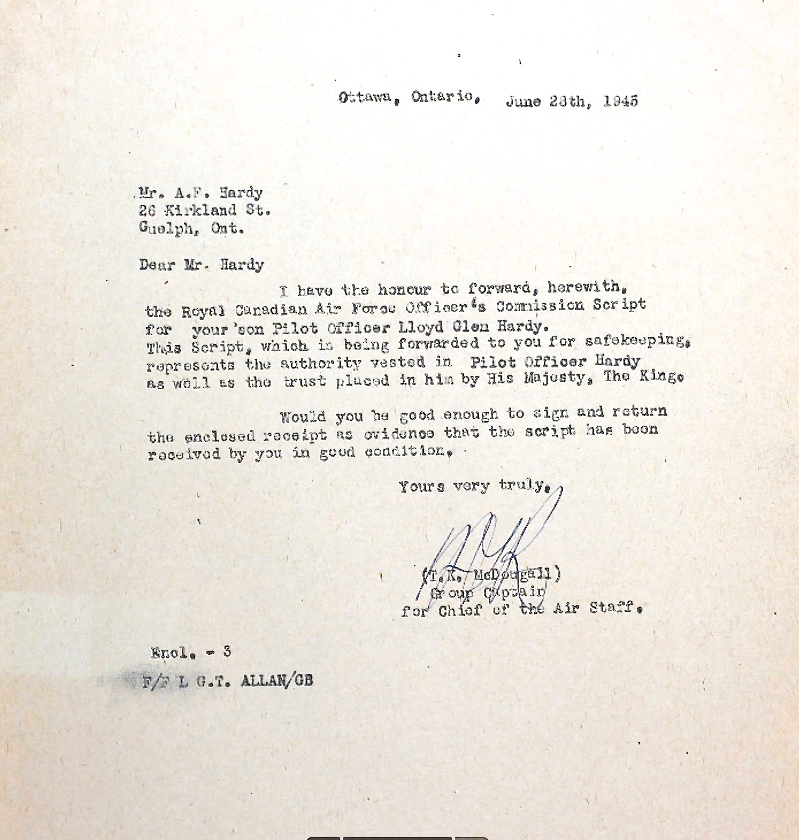 Ottawa, Ontario, June 28th, 1945
Mr. A.F. Hardy
26 Kirkland St.
Guelph, Ont.
Dear Mr. Hardy
I have the honour to forward, herewith,
the Royal Canadian Air Force Officer's Commission Script
for your son Pilot Officer Lloyd Glen Hardy.
This Script, which is being forwarded to you for safekeeping,
represents the authority vested in Pilot Officer Hardy
as well as the trust placed in him by His Majesty, The King.
Would you be good enough to sign and return
the enclosed receipt as evidence that the script has been
received by you in good condition.
Yours very truly,
(T.K. McDougall)
Group Captain
for Chief of the Air Staff.
Encl. - 3
F/F L G.T. ALLAN/GB